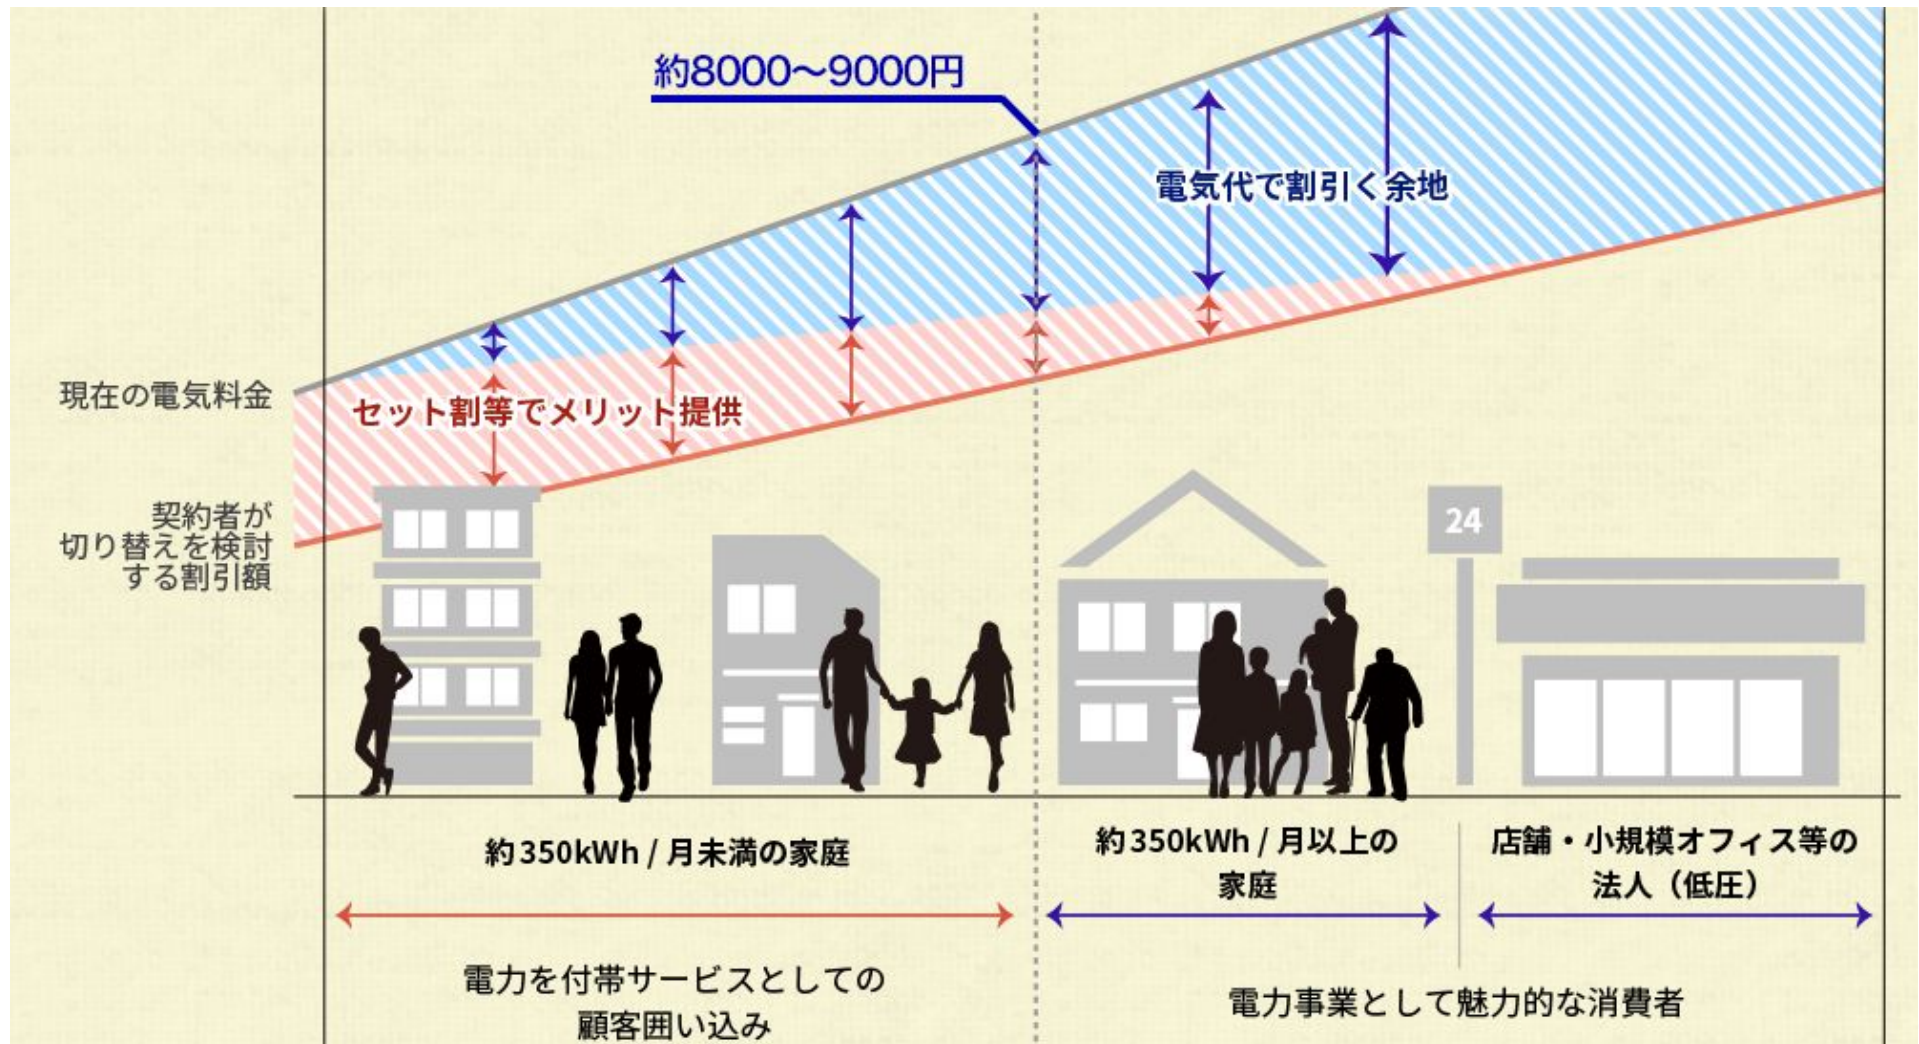 約8000〜9000円
電気代で割引く余地
現在の電気料金
セット割等でメリット提供
契約者が
切り替えを検討
する割引額
24
約350kWh / 月未満の家庭
約350kWh / 月以上の
家庭
店舗・小規模オフィス等の
法人（低圧）
電力を付帯サービスとしての
顧客囲い込み
電力事業として魅力的な消費者